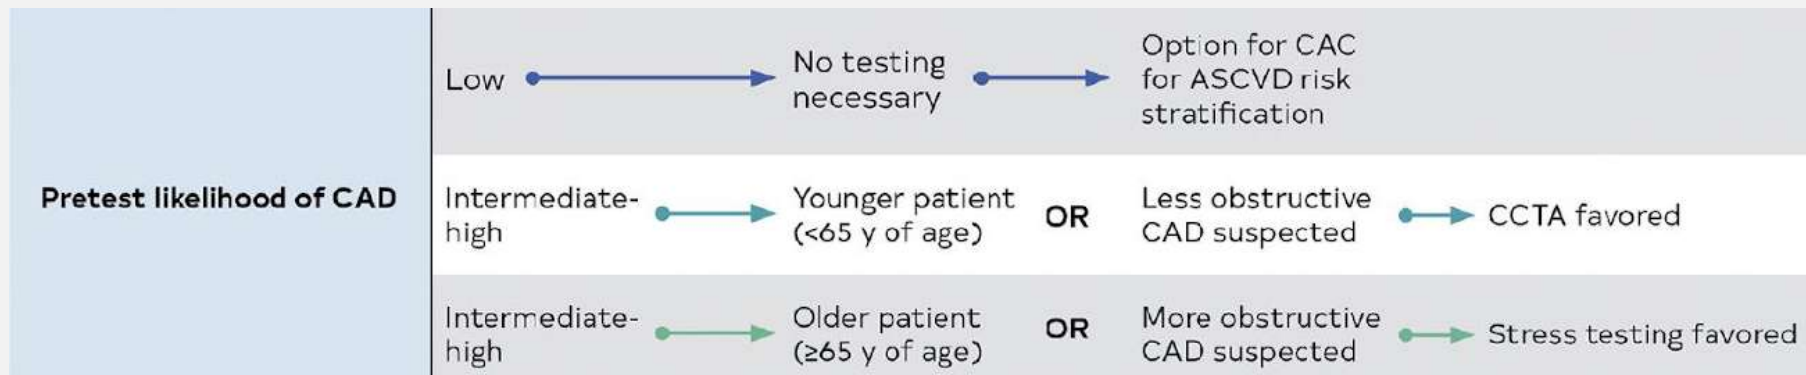 Pretest likelihood of CAD
Low
No testing
necessary
Option for CAC
for ASCVD risk
stratification
Intermediate-
high
Younger patient
(<65 y of age)
OR
Less obstructive
CAD suspected
CCTA favored
Intermediate-
high
Older patient
(≥65 y of age)
OR
More obstructive
CAD suspected
Stress testing favored